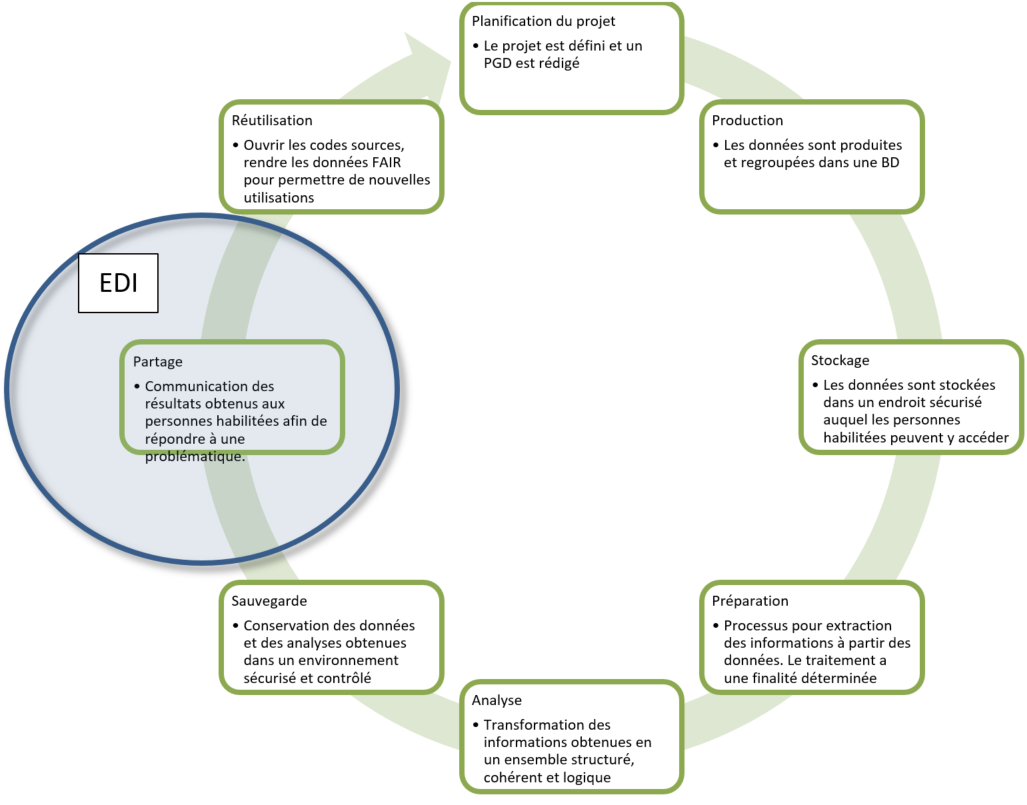 Planification du projet
• Le projet est défini et un
PGD est rédigé
Production
• Les données sont produites
et regroupées dans une BD
Stockage
• Les données sont stockées
dans un endroit sécurisé
auquel les personnes
habilitées peuvent y accéder
Préparation
• Processus pour extraction
des informations à partir des
données. Le traitement a
une finalité déterminée
Analyse
• Transformation des
informations obtenues en
un ensemble structuré,
cohérent et logique
Sauvegarde
• Conservation des données
et des analyses obtenues
dans un environnement
sécurisé et contrôlé
EDI
Partage
• Communication des
résultats obtenus aux
personnes habilitées afin de
répondre à une
problématique.
Réutilisation
• Ouvrir les codes sources,
rendre les données FAIR
pour permettre de nouvelles
utilisations